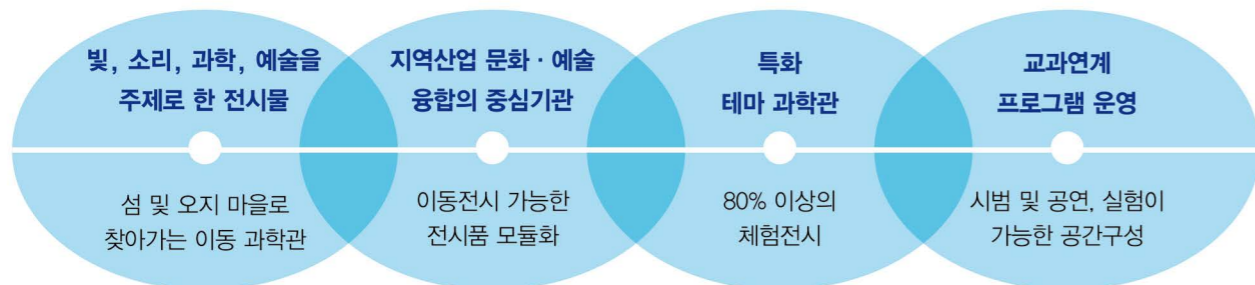 빛, 소리, 과학, 예술을
주제로 한 전시물
섬 및 오지 마을로
찾아가는 이동 과학관
지역산업 문화 · 예술
융합의 중심기관
이동전시 가능한
전시품 모듈화
특화
테마 과학관
80% 이상의
체험전시
교과연계
프로그램 운영
시범 및 공연, 실험이
가능한 공간구성